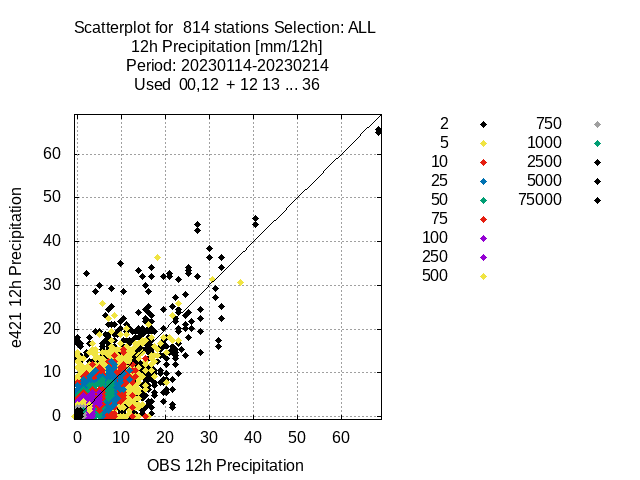 Scatterplot for  814 stations Selection: ALL
12h Precipitation [mm/12h]
Period: 20230114-20230214
Used  00,12  + 12 13 ... 36
e421 12h Precipitation
60
50
40
30
20
10
0
0 10 20 30 40 50 60
OBS 12h Precipitation
2 750
5 1000
10 2500
25 5000
50 75000
75
100
250
500